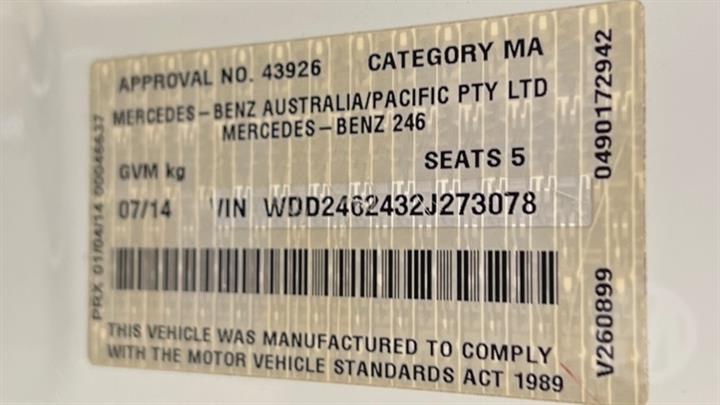 APPROVAL NO. 43926 CATEGORY MA
MERCEDES-BENZ AUSTRALIA/PACIFIC PTY LTD
MERCEDES-BENZ 246
GVM kg SEATS 5
07/14 VIN WDD2462432J273078
THIS VEHICLE WAS MANUFACTURED TO COMPLY
WITH THE MOTOR VEHICLE STANDARDS ACT 1989
PRX 01/04/14 00046637
0490172942
V260899